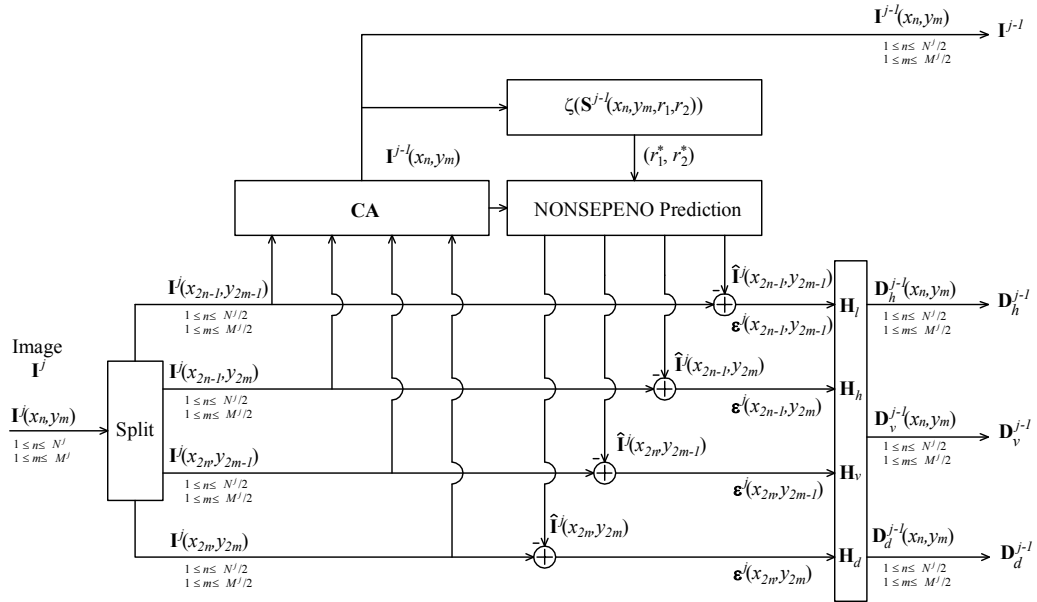 I^{j-1}(x_n,y_m)
1 ≤ n ≤ N^j/2
1 ≤ m ≤ M^j/2
I^{j-1}
ζ(S^{j-1}(x_n,y_m,r_1,r_2))
I^{j-1}(x_n,y_m)
(r_1^*, r_2^*)
CA
NONSEPENO Prediction
I^j(x_{2n-1},y_{2m-1})
1 ≤ n ≤ N^j/2
1 ≤ m ≤ M^j/2
-
Î^j(x_{2n-1},y_{2m-1})
ε^j(x_{2n-1},y_{2m-1})
H_l
D_h^{j-1}(x_n,y_m)
1 ≤ n ≤ N^j/2
1 ≤ m ≤ M^j/2
D_h^{j-1}
Image
I^j
I^j(x_n,y_m)
1 ≤ n ≤ N^j
1 ≤ m ≤ M^j
Split
I^j(x_{2n-1},y_{2m})
1 ≤ n ≤ N^j/2
1 ≤ m ≤ M^j/2
-
Î^j(x_{2n-1},y_{2m})
ε^j(x_{2n-1},y_{2m})
H_h
D_v^{j-1}(x_n,y_m)
1 ≤ n ≤ N^j/2
1 ≤ m ≤ M^j/2
D_v^{j-1}
I^j(x_{2n},y_{2m-1})
1 ≤ n ≤ N^j/2
1 ≤ m ≤ M^j/2
-
Î^j(x_{2n},y_{2m-1})
ε^j(x_{2n},y_{2m-1})
H_v
I^j(x_{2n},y_{2m})
1 ≤ n ≤ N^j/2
1 ≤ m ≤ M^j/2
-
Î^j(x_{2n},y_{2m})
ε^j(x_{2n},y_{2m})
H_d
D_d^{j-1}(x_n,y_m)
1 ≤ n ≤ N^j/2
1 ≤ m ≤ M^j/2
D_d^{j-1}